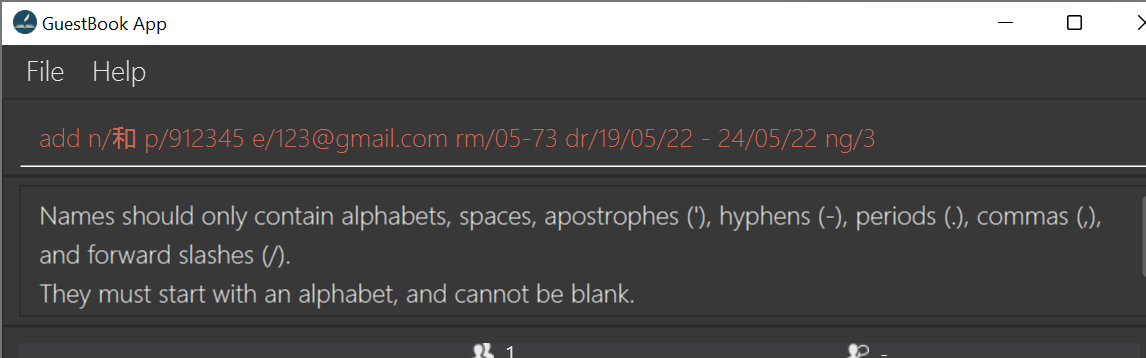 GuestBook App
File Help
add n/和 p/912345 e/123@gmail.com rm/05-73 dr/19/05/22 - 24/05/22 ng/3
Names should only contain alphabets, spaces, apostrophes ('), hyphens (-), periods (.), commas (,),
and forward slashes (/).
They must start with an alphabet, and cannot be blank.
1 -